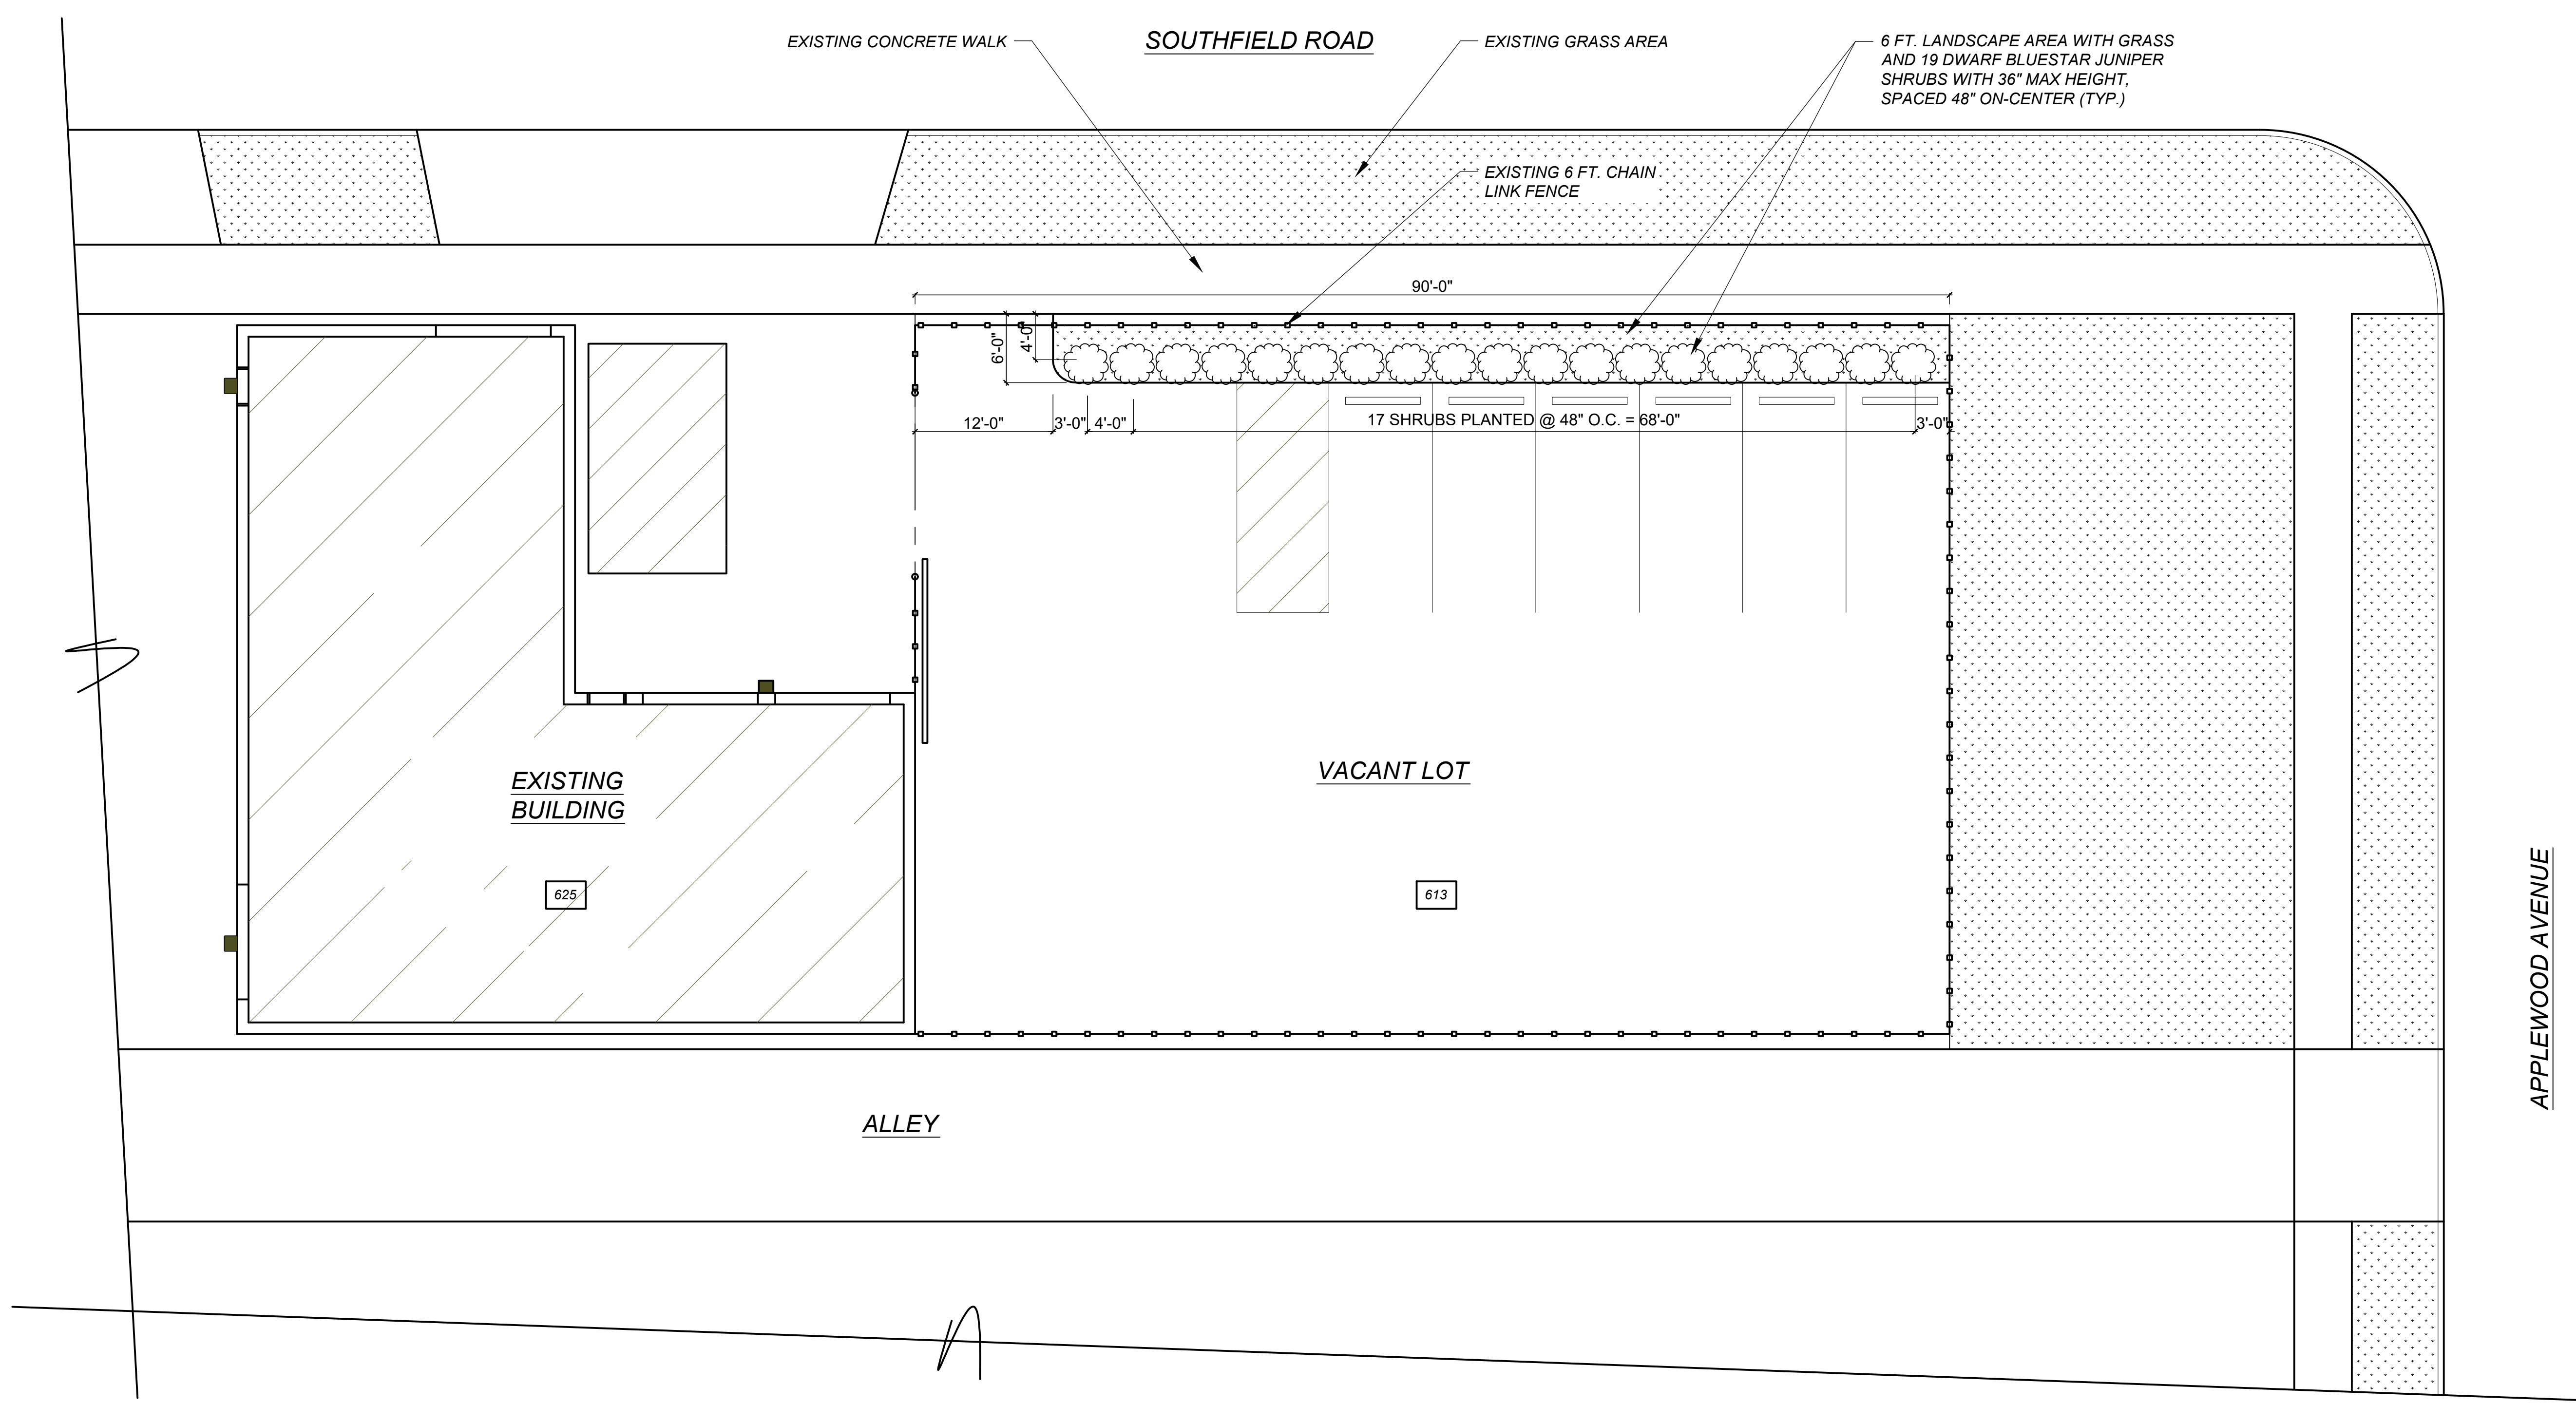 EXISTING CONCRETE WALK
SOUTHFIELD ROAD
EXISTING GRASS AREA
6 FT. LANDSCAPE AREA WITH GRASS
AND 19 DWARF BLUESTAR JUNIPER
SHRUBS WITH 36" MAX HEIGHT,
SPACED 48" ON-CENTER (TYP.)
EXISTING 6 FT. CHAIN
LINK FENCE
90'-0"
6'-0"
4'-0"
12'-0"
3'-0"
4'-0"
17 SHRUBS PLANTED @ 48" O.C. = 68'-0"
3'-0"
EXISTING
BUILDING
625
VACANT LOT
613
APPLEWOOD AVENUE
ALLEY